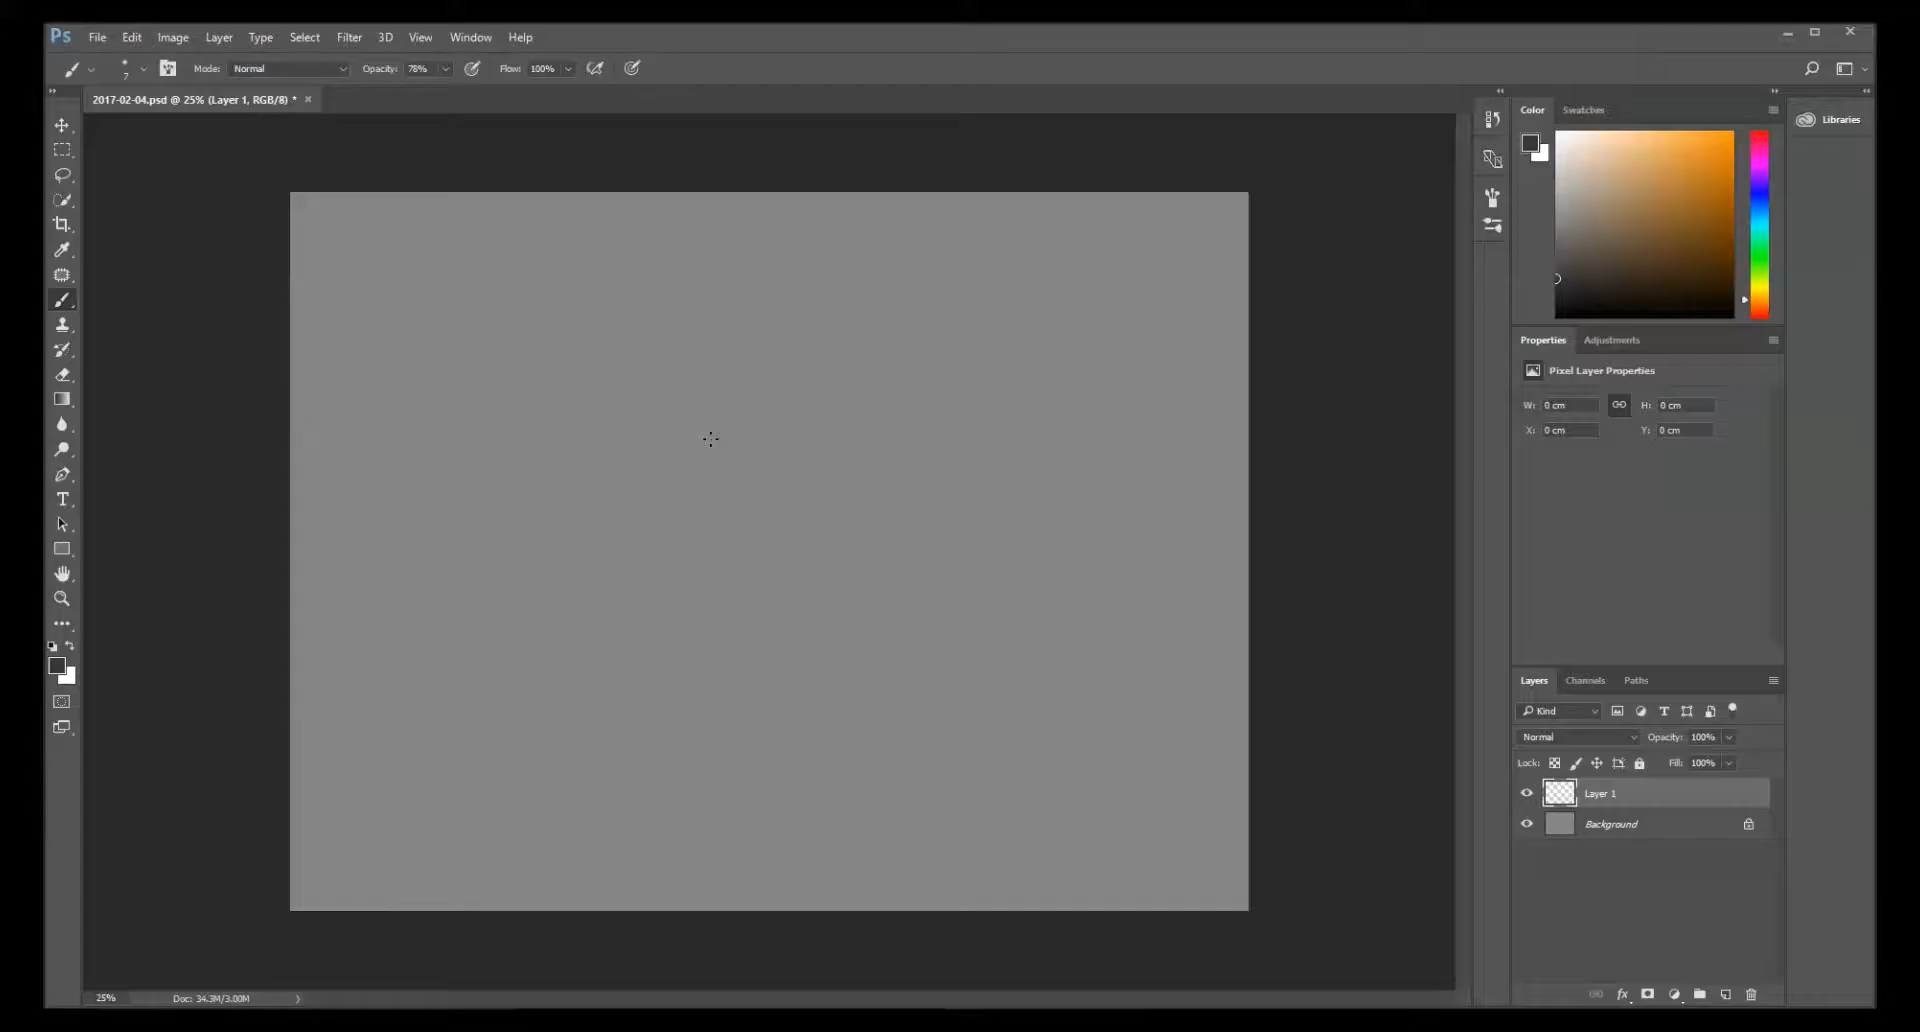 Ps File Edit Image Layer Type Select Filter 3D View Window Help
7 Mode: Normal Opacity: 78% Flow: 100%
2017-02-04.psd @ 25% (Layer 1, RGB/8) * ×
Color Swatches
Libraries
Properties Adjustments
Pixel Layer Properties
W: 0 cm H: 0 cm
X: 0 cm Y: 0 cm
Layers Channels Paths
Kind
Normal Opacity: 100%
Lock: Fill: 100%
Layer 1
Background
fx
25% Doc: 34.3M/3.00M